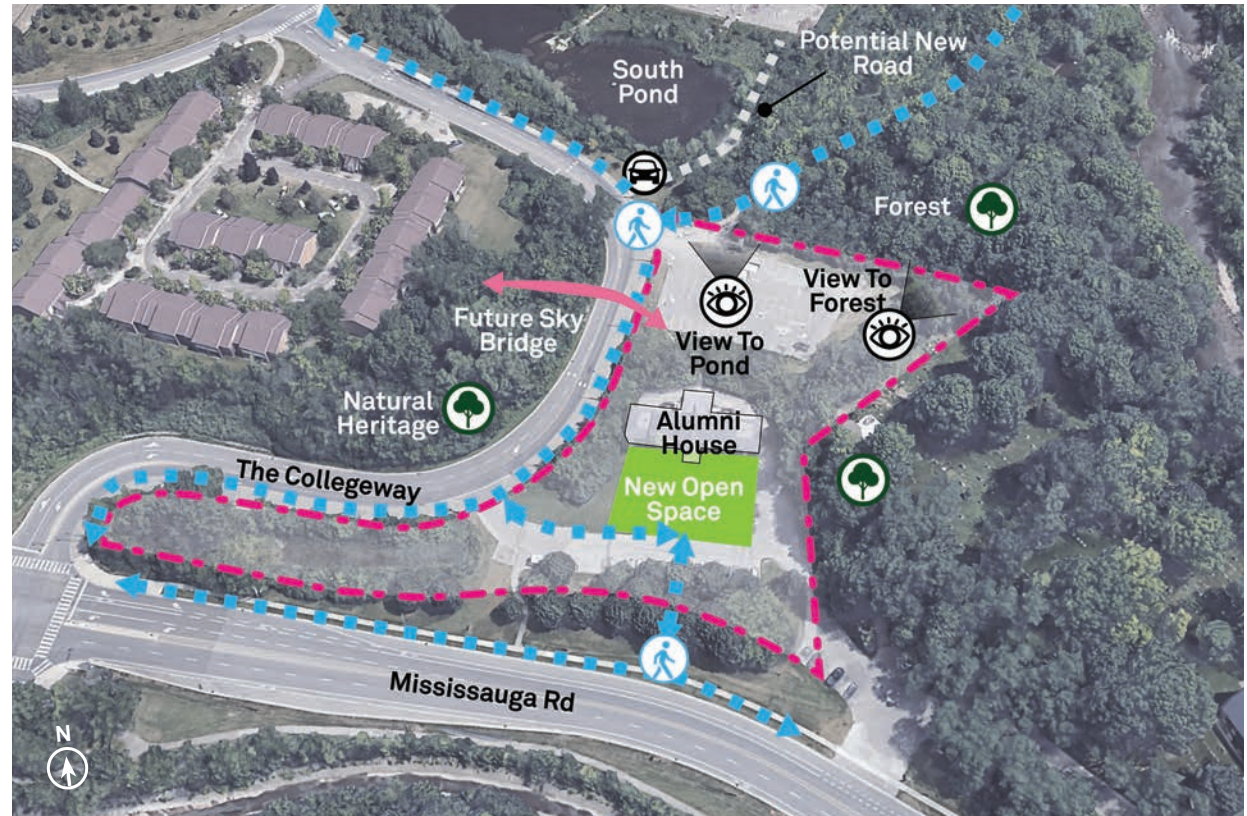 Potential New
Road
South
Pond
Forest
View To
Forest
Future Sky
Bridge
View To
Pond
Natural
Heritage
Alumni
House
The Collegeway
New Open
Space
Mississauga Rd
N